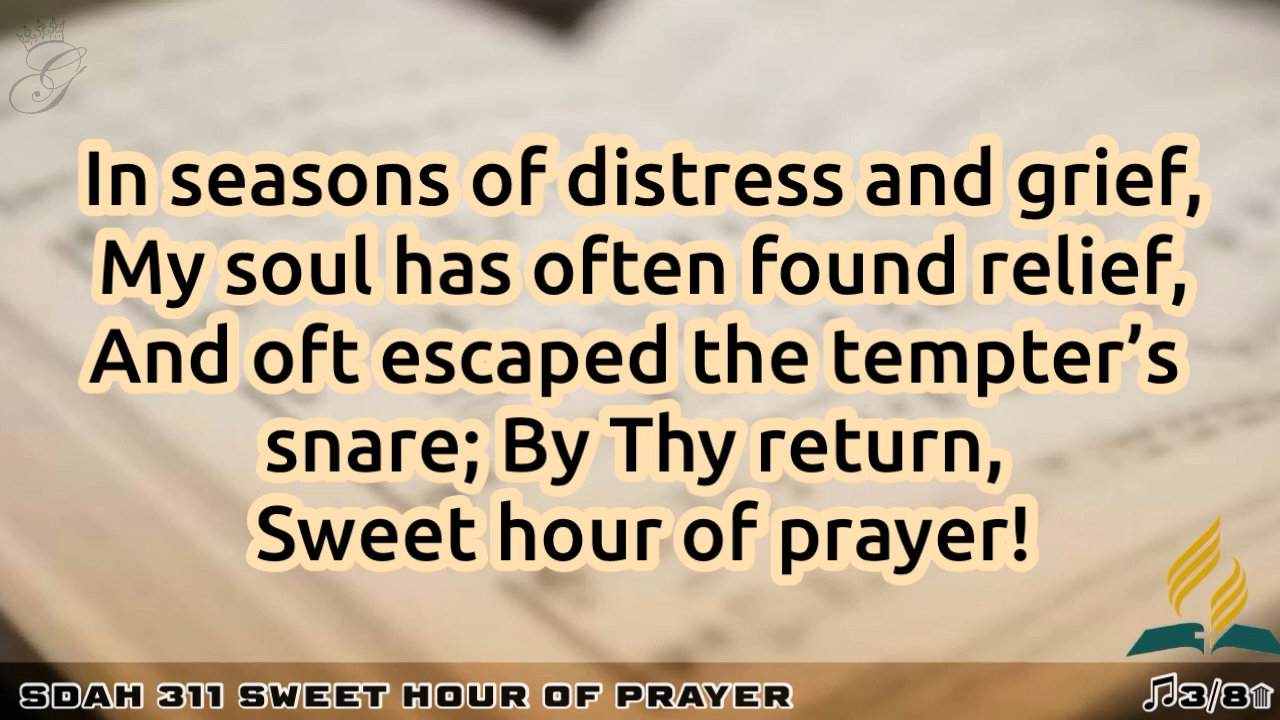 G
In seasons of distress and grief,
My soul has often found relief,
And oft escaped the tempter’s
snare; By Thy return,
Sweet hour of prayer!
SDAH 311 SWEET HOUR OF PRAYER
3/8